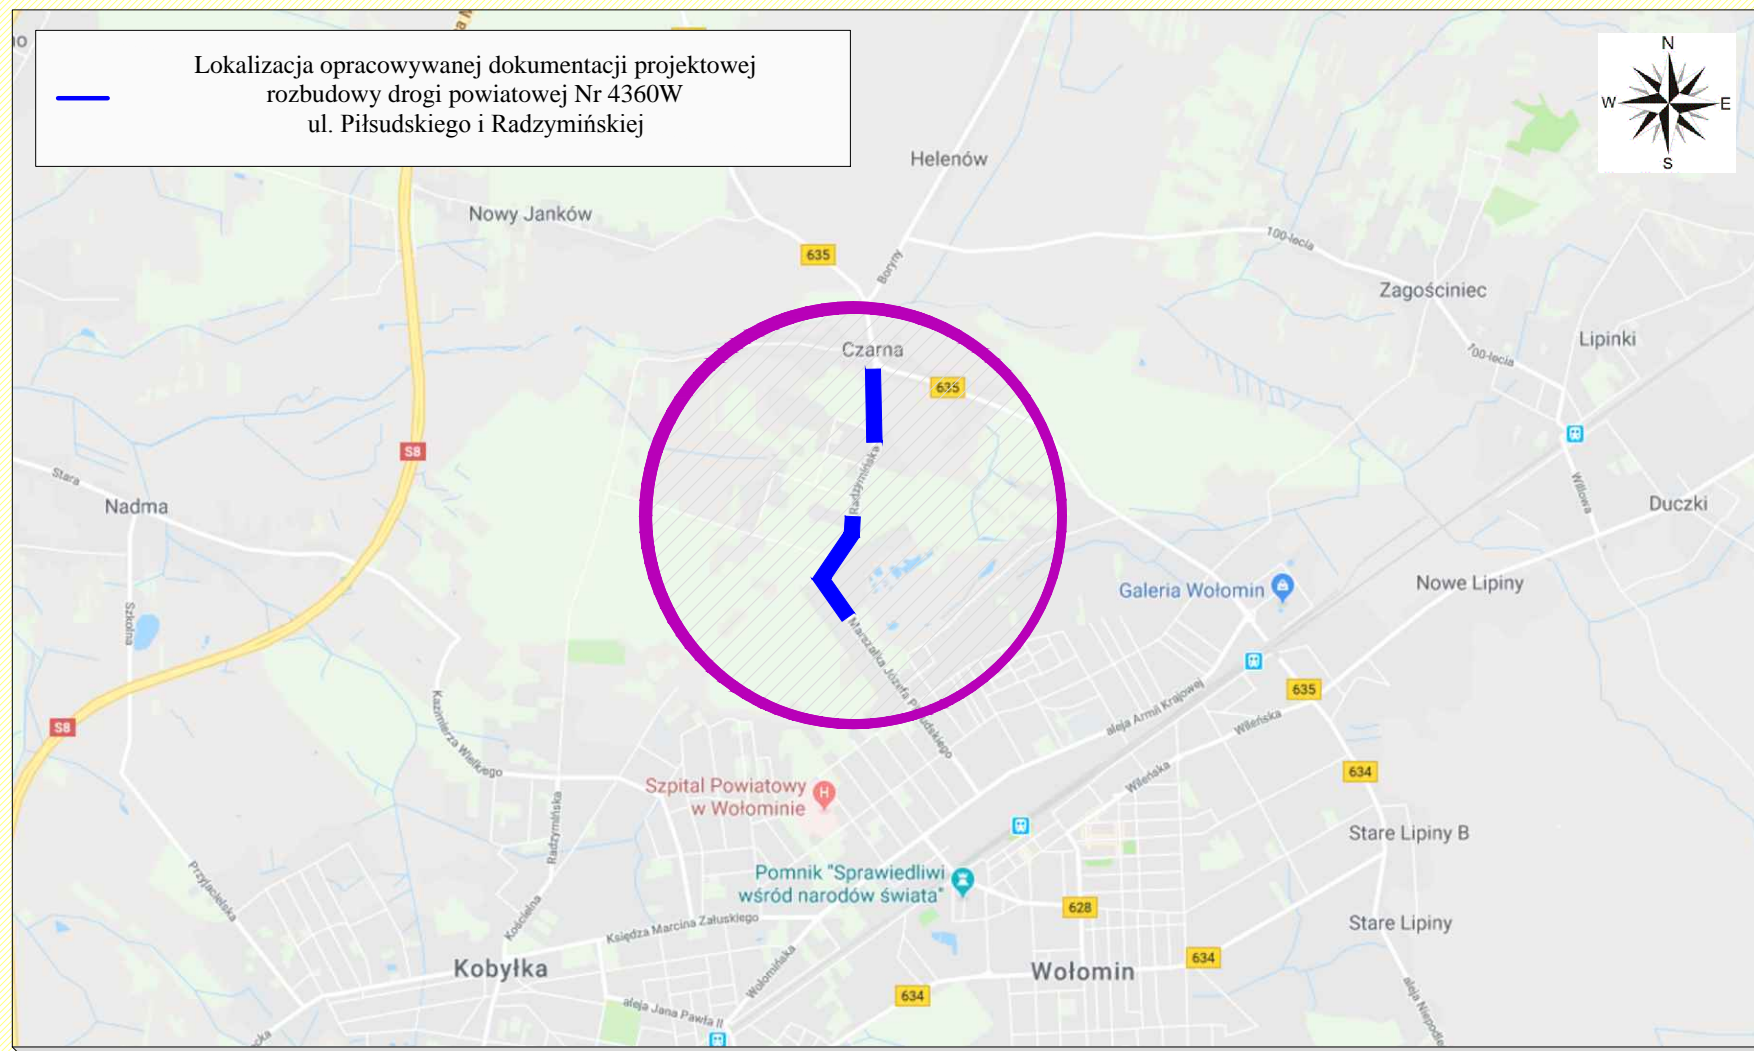 Lokalizacja opracowywanej dokumentacji projektowej
rozbudowy drogi powiatowej Nr 4360W
ul. Piłsudskiego i Radzymińskiej
N
W
E
S
Helenów
Nowy Janków
635
Boryny
100-lecia
Zagościniec
Lipinki
100-lecia
Czarna
635
S8
Stara
Nadma
Radzymińska
Willowa
Duczki
Galeria Wołomin
Nowe Lipiny
Szkolna
Marszałka Józefa Piłsudskiego
Kazimierza Wielkiego
S8
aleja Armii Krajowej
635
Wileńska
634
Wileńska
Szpital Powiatowy
w Wołominie
H
Radzymińska
Stare Lipiny B
Przyjacielska
Pomnik "Sprawiedliwi
wśród narodów świata"
Kościelna
Księdza Marcina Załuskiego
628
Stare Lipiny
Kobyłka
Wołomińska
Wołomin
634
634
aleja Jana Pawła II
aleja Niepodle